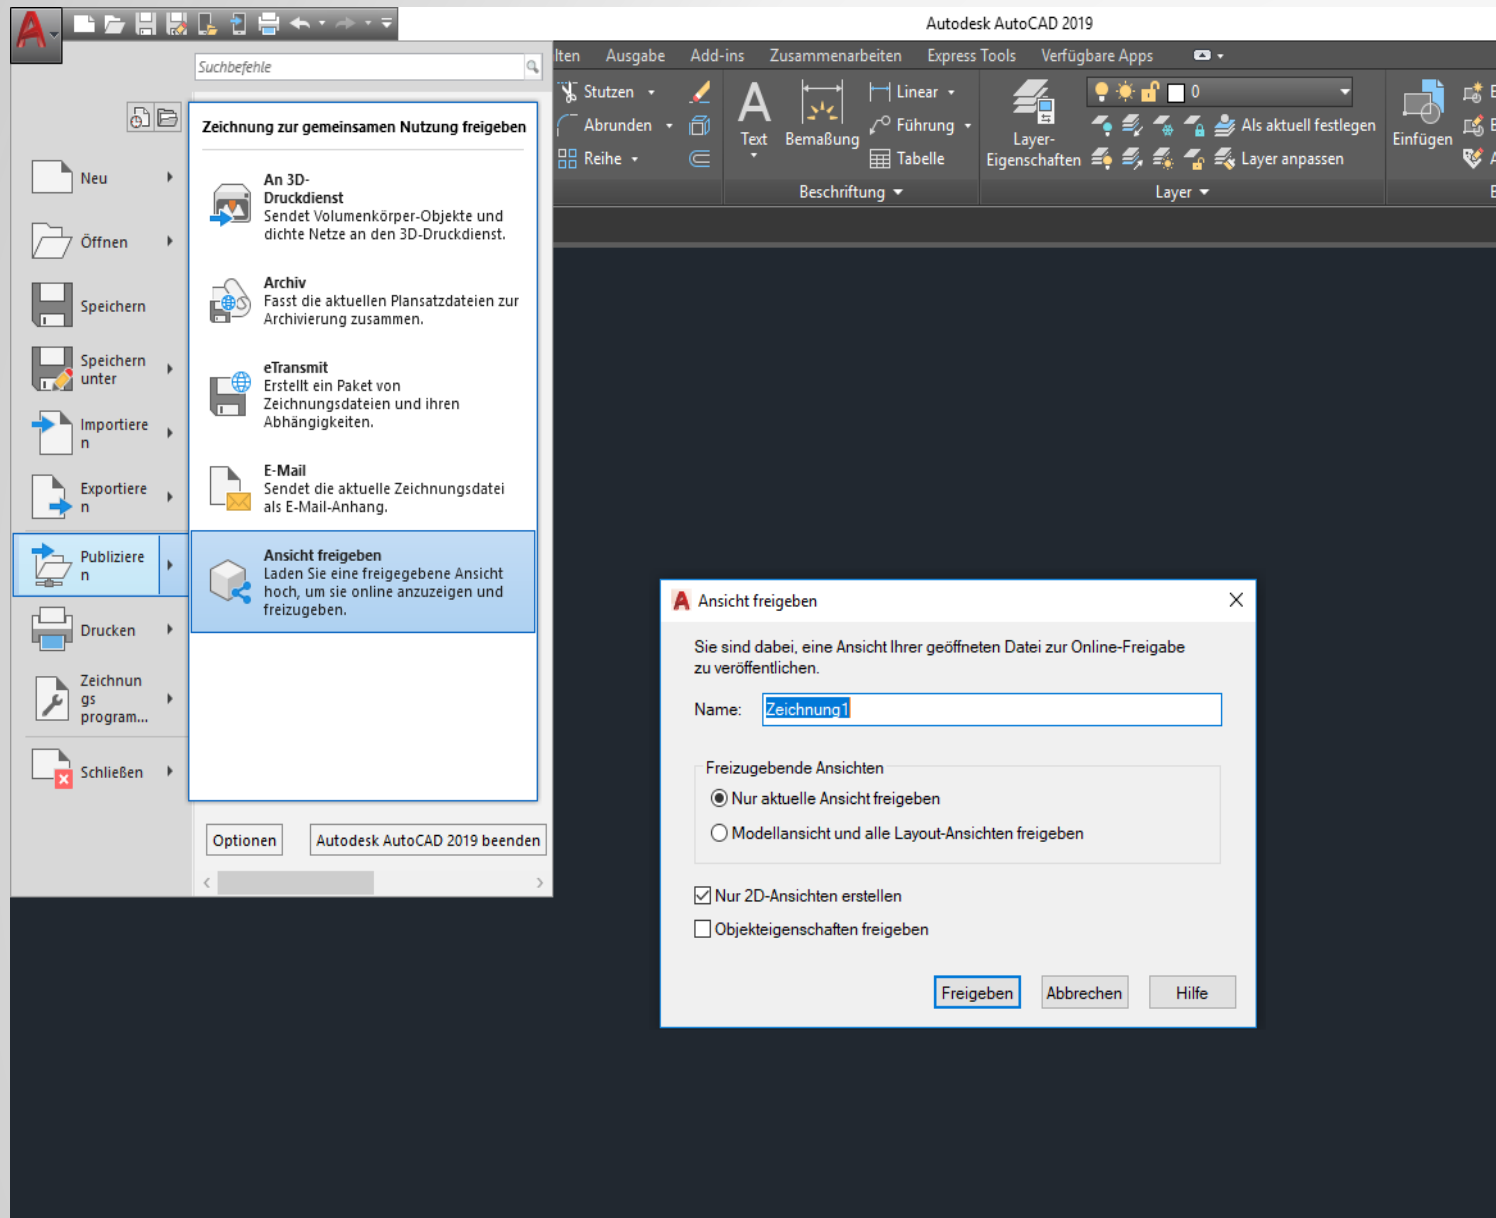 Autodesk AutoCAD 2019
Suchbefehle
Ausgabe Add-ins Zusammenarbeiten Express Tools Verfügbare Apps
Stutzen
Abrunden
Reihe
Text
Bemaßung
Linear
Führung
Tabelle
Beschriftung
Layer-
Eigenschaften
0
Als aktuell festlegen
Layer anpassen
Layer
Einfügen
Neu
Öffnen
Speichern
Speichern
unter
Importiere
n
Exportiere
n
Publiziere
n
Drucken
Zeichnun
gs
program...
Schließen
Zeichnung zur gemeinsamen Nutzung freigeben
An 3D-
Druckdienst
Sendet Volumenkörper-Objekte und
dichte Netze an den 3D-Druckdienst.
Archiv
Fasst die aktuellen Plansatzdateien zur
Archivierung zusammen.
eTransmit
Erstellt ein Paket von
Zeichnungsdateien und ihren
Abhängigkeiten.
E-Mail
Sendet die aktuelle Zeichnungsdatei
als E-Mail-Anhang.
Ansicht freigeben
Laden Sie eine freigegebene Ansicht
hoch, um sie online anzuzeigen und
freizugeben.
Optionen
Autodesk AutoCAD 2019 beenden
Ansicht freigeben
Sie sind dabei, eine Ansicht Ihrer geöffneten Datei zur Online-Freigabe
zu veröffentlichen.
Name: Zeichnung1
Freizugebende Ansichten
Nur aktuelle Ansicht freigeben
Modellansicht und alle Layout-Ansichten freigeben
Nur 2D-Ansichten erstellen
Objekteigenschaften freigeben
Freigeben Abbrechen Hilfe